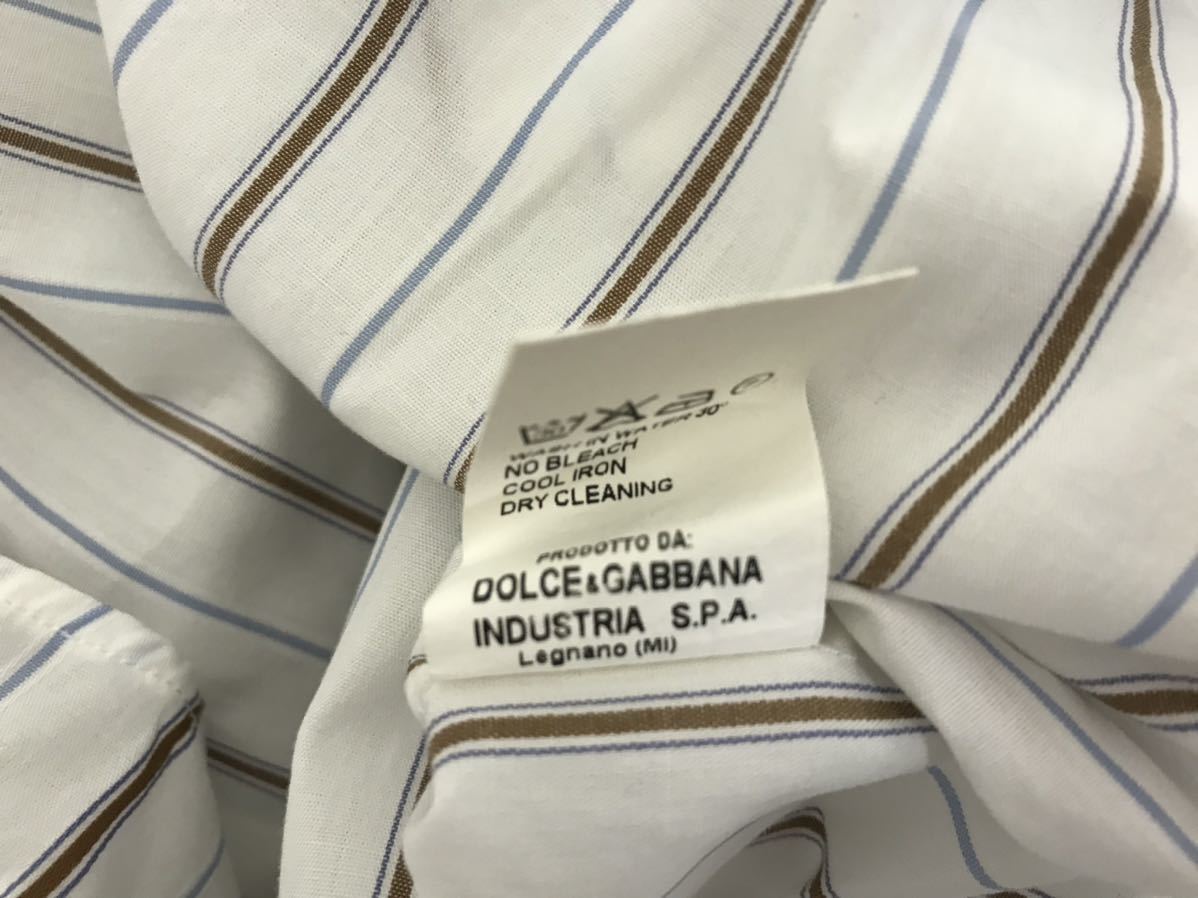 WASH IN WATER 30°
NO BLEACH
COOL IRON
DRY CLEANING
PRODOTTO DA:
DOLCE&GABBANA
INDUSTRIA S.P.A.
Legnano (MI)